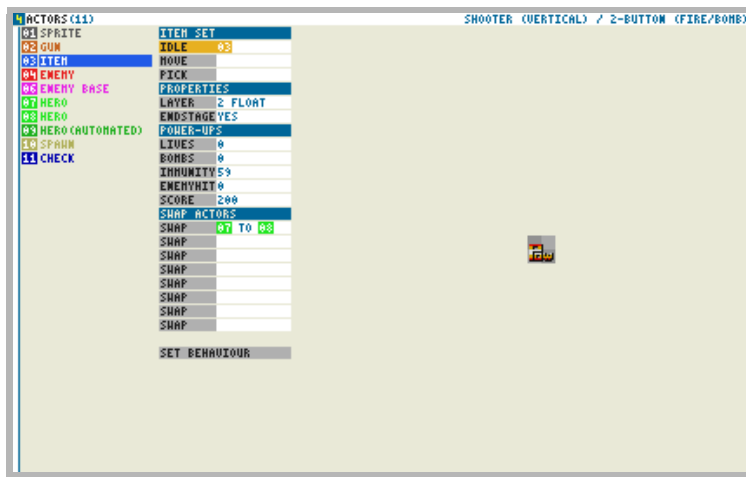 4 ACTORS(11)
SHOOTER (VERTICAL) / 2-BUTTON (FIRE/BOMB)
01 SPRITE
02 GUN
03 ITEM
04 ENEMY
06 ENEMY BASE
07 HERO
08 HERO
09 HERO(AUTOMATED)
10 SPAWN
11 CHECK
ITEM SET
IDLE 03
MOVE
PICK
PROPERTIES
LAYER 2 FLOAT
ENDSTAGE YES
POWER-UPS
LIVES 0
BOMBS 0
IMMUNITY 59
ENEMYHIT 0
SCORE 200
SWAP ACTORS
SWAP 07 TO 08
SWAP
SWAP
SWAP
SWAP
SWAP
SWAP
SWAP
SET BEHAVIOUR